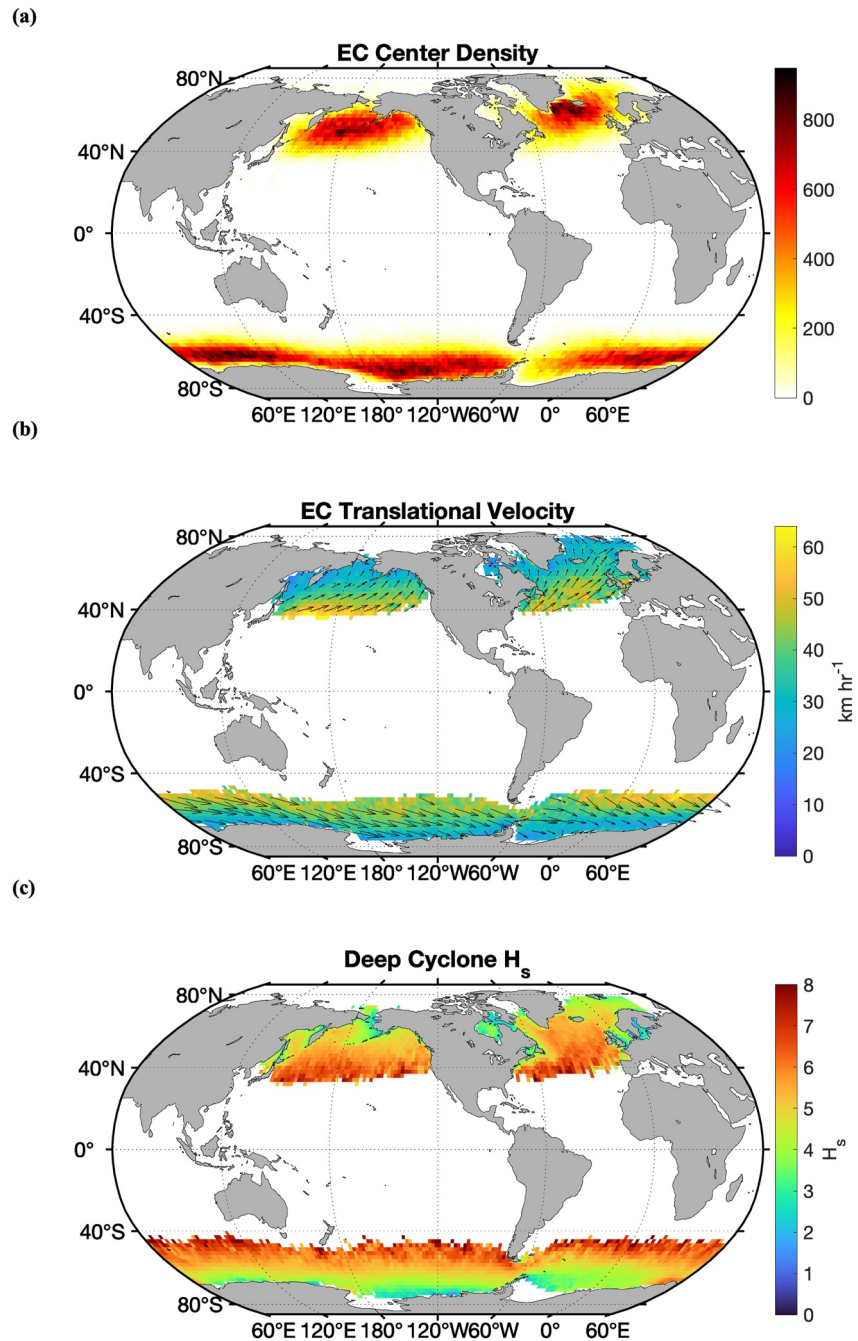 (a)
EC Center Density
80°N
40°N
0°
40°S
80°S
60°E 120°E 180° 120°W 60°W 0° 60°E
800
600
400
200
0
(b)
EC Translational Velocity
80°N
40°N
0°
40°S
80°S
60°E 120°E 180° 120°W 60°W 0° 60°E
60
50
40
30
20
10
0
km hr⁻¹
(c)
Deep Cyclone Hₛ
80°N
40°N
0°
40°S
80°S
60°E 120°E 180° 120°W 60°W 0° 60°E
8
7
6
5
4
3
2
1
0
Hₛ